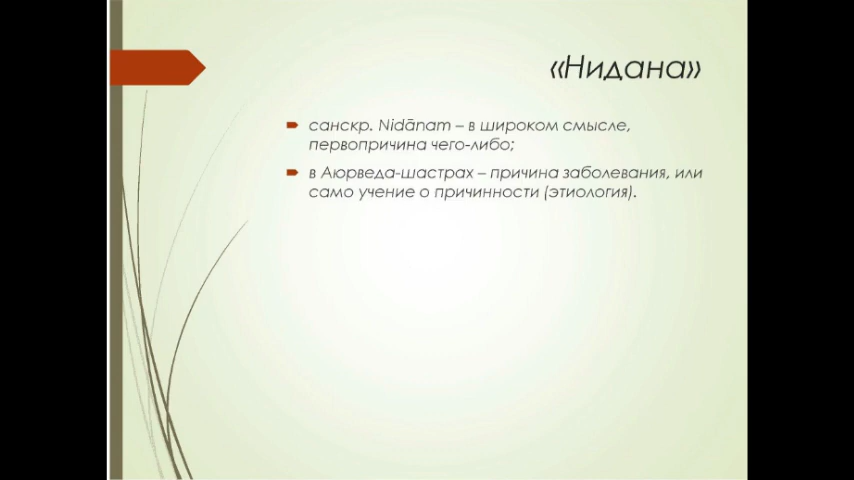 «Нидана»
санскр. Nidānam – в широком смысле,
первопричина чего-либо;
в Аюрведа-шастрах – причина заболевания, или
само учение о причинности (этиология).